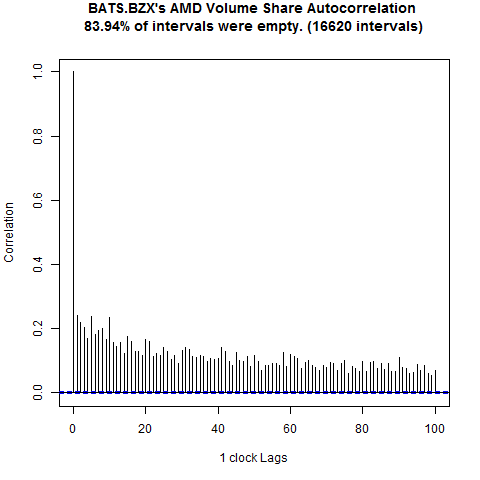 BATS.BZX's AMD Volume Share Autocorrelation
83.94% of intervals were empty. (16620 intervals)
Correlation
1.0
0.8
0.6
0.4
0.2
0.0
0 20 40 60 80 100
1 clock Lags